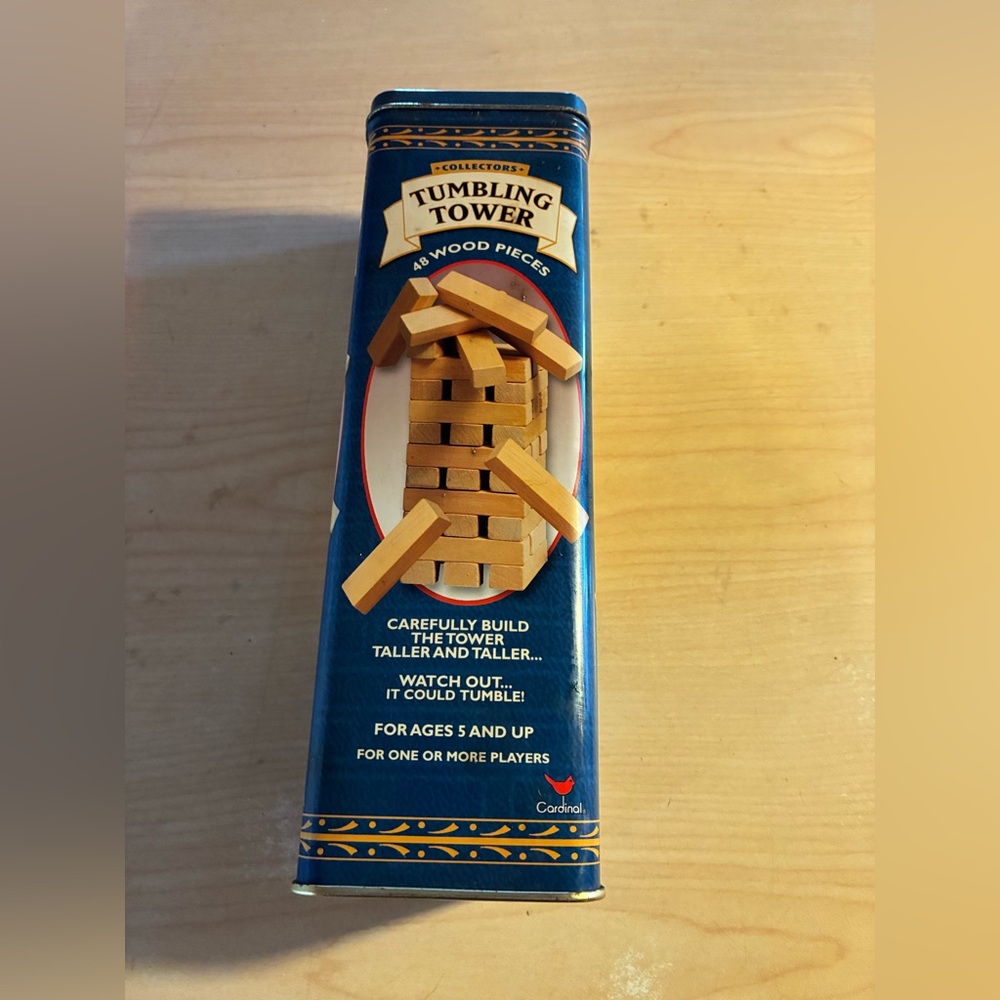 COLLECTORS
TUMBLING
TOWER
48 WOOD PIECES
CAREFULLY BUILD
THE TOWER
TALLER AND TALLER...
WATCH OUT...
IT COULD TUMBLE!
FOR AGES 5 AND UP
FOR ONE OR MORE PLAYERS
Cardinal